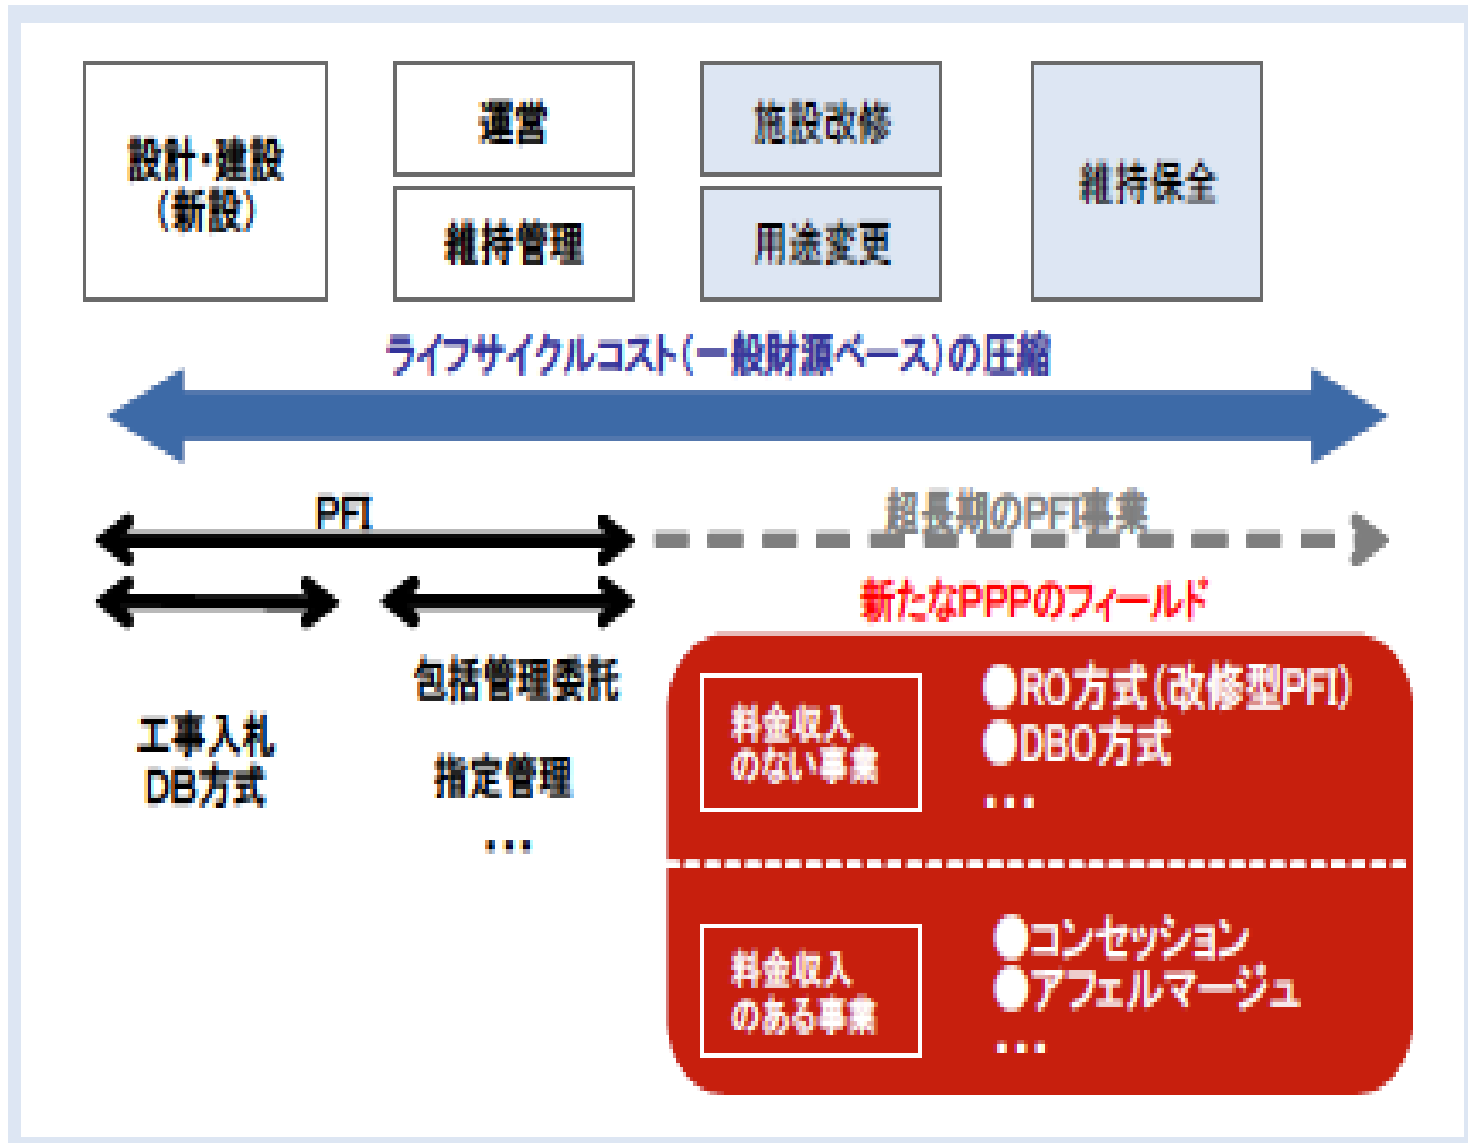 設計・建設
(新設)
運営
維持管理
施設改修
用途変更
維持保全
ライフサイクルコスト(一般財源ベース)の圧縮
PFI
超長期のPFI事業
新たなPPPのフィールド
工事入札
DB方式
包括管理委託
指定管理
…
料金収入
のない事業
●RO方式(改修型PFI)
●DBO方式
…
料金収入
のある事業
●コンセッション
●アフェルマージュ
…